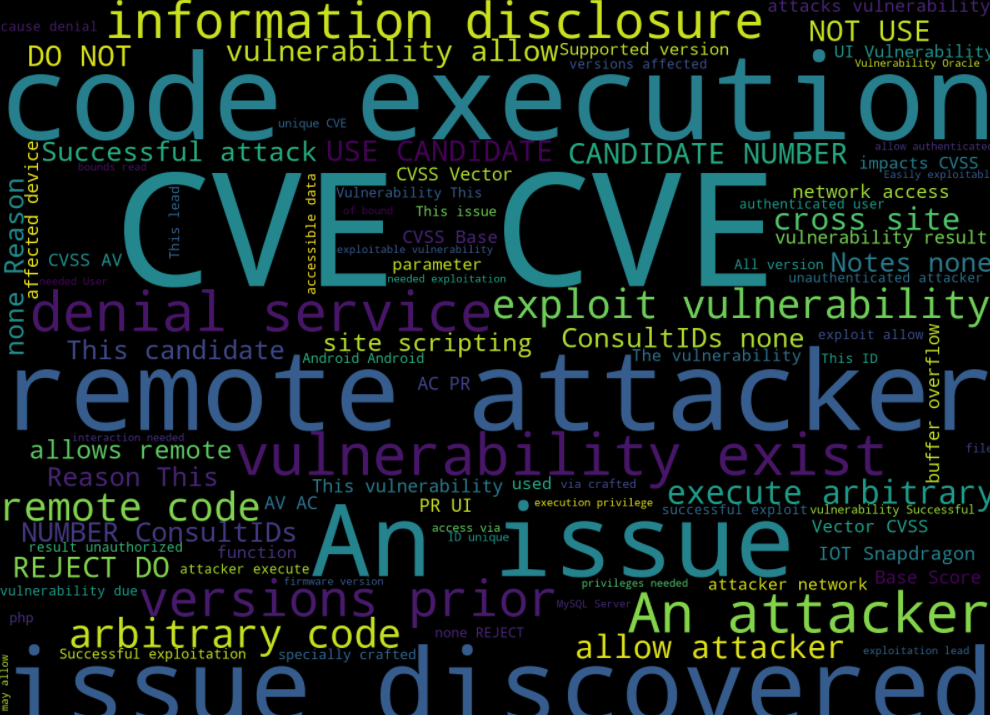 cause denial
information disclosure
attacks vulnerability
DO NOT
vulnerability allow
Supported version
NOT USE
versions affected
UI Vulnerability
Vulnerability Oracle
code execution
unique CVE
Successful attack
USE CANDIDATE
CANDIDATE NUMBER
allow authenticated
bounds read
CVSS Vector
impacts CVSS
Easily exploitabl
affected device
none Reason
This lead
accessible data
CVE CVE
Vulnerability This
network access
authenticated user
of bound
This issue
cross site
CVSS Base
vulnerability result
exploitable vulnerability
CVSS AV
parameter
All version
Notes none
needed User
needed exploitation
unauthenticated attacker
denial service
exploit vulnerability
This candidate
site scripting
ConsultIDs none
exploit allow
Android Android
The vulnerability
This ID
remote attacker
AC PR
buffer overflow
interaction needed
allows remote
vulnerability exist
file
Reason This
This vulnerability
used
via crafted
execute arbitrary
remote code
AV AC
PR UI
execution privilege
successful exploit
vulnerability Successful
NUMBER ConsultIDs
An issue
access via
ID unique
Vector CVSS
result unauthorized
function
IOT Snapdragon
REJECT DO
attacker execute
firmware version
privileges needed
attacker network
Base Score
vulnerability due
versions prior
MySQL Server
An attacker
php
arbitrary code
none REJECT
allow attacker
Successful exploitation
specially crafted
exploitation lead
may allow
issue discovered